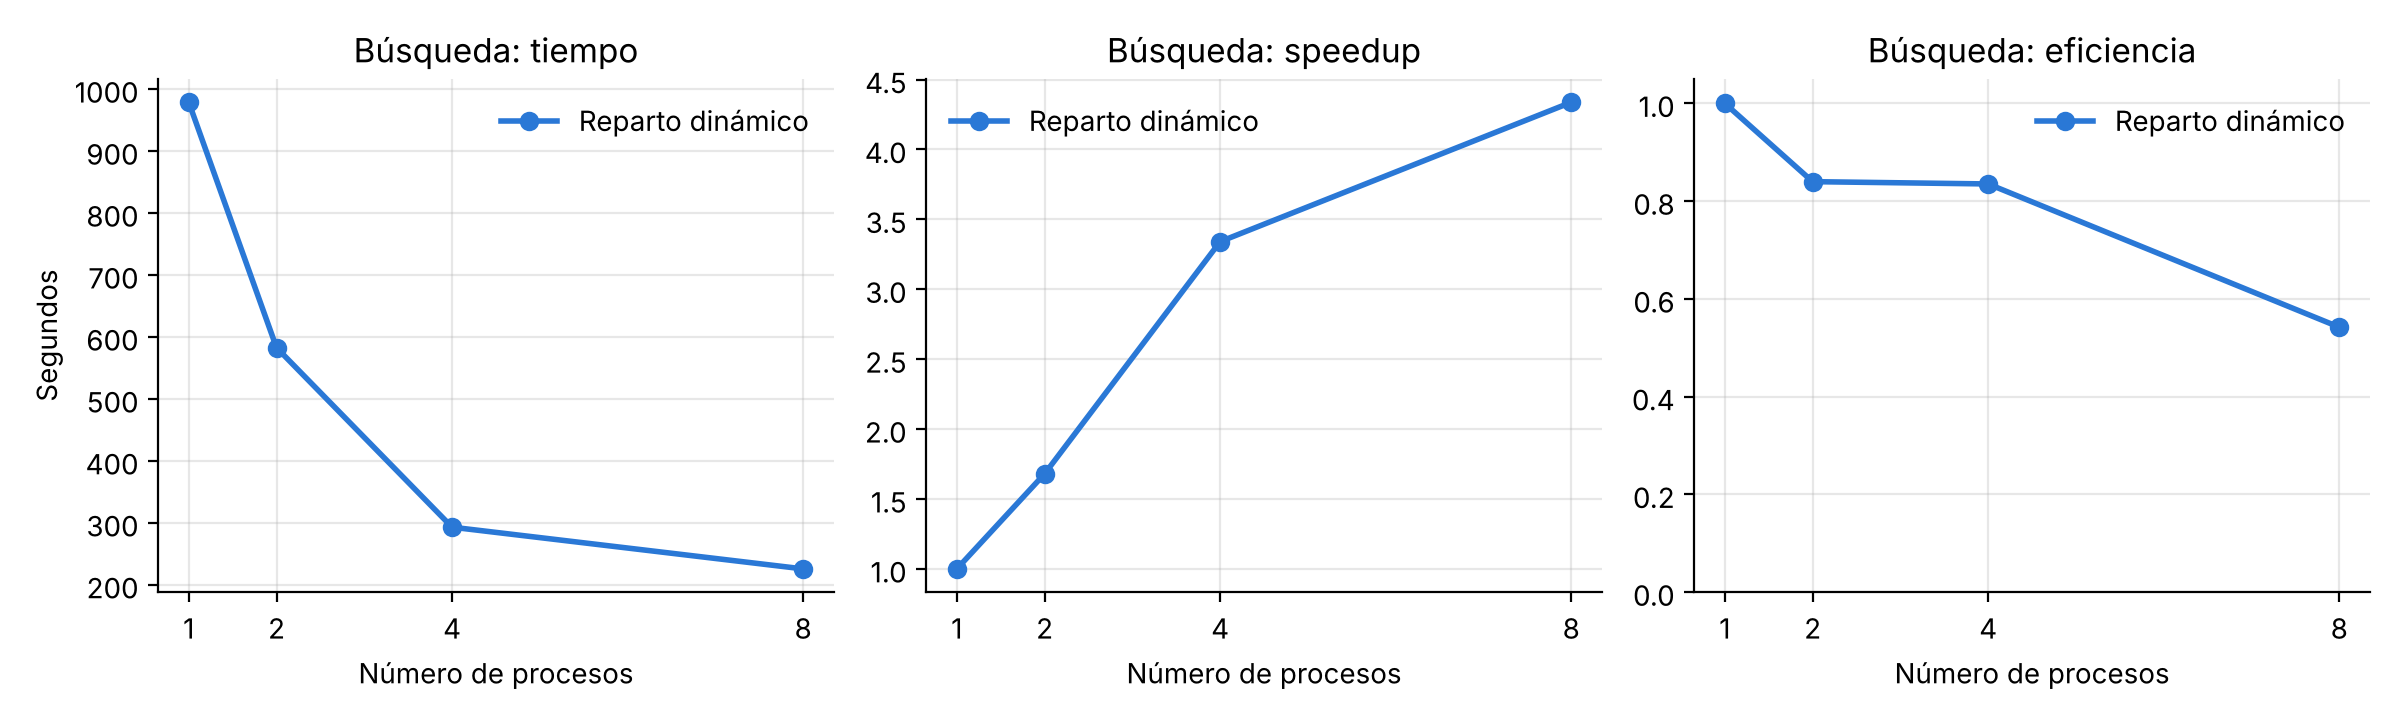 Búsqueda: tiempo
1000
900
800
700
600
500
400
300
200
Segundos
Reparto dinámico
1 2 4 8
Número de procesos
Búsqueda: speedup
4.5
4.0
3.5
3.0
2.5
2.0
1.5
1.0
Reparto dinámico
1 2 4 8
Número de procesos
Búsqueda: eficiencia
1.0
0.8
0.6
0.4
0.2
0.0
Reparto dinámico
1 2 4 8
Número de procesos